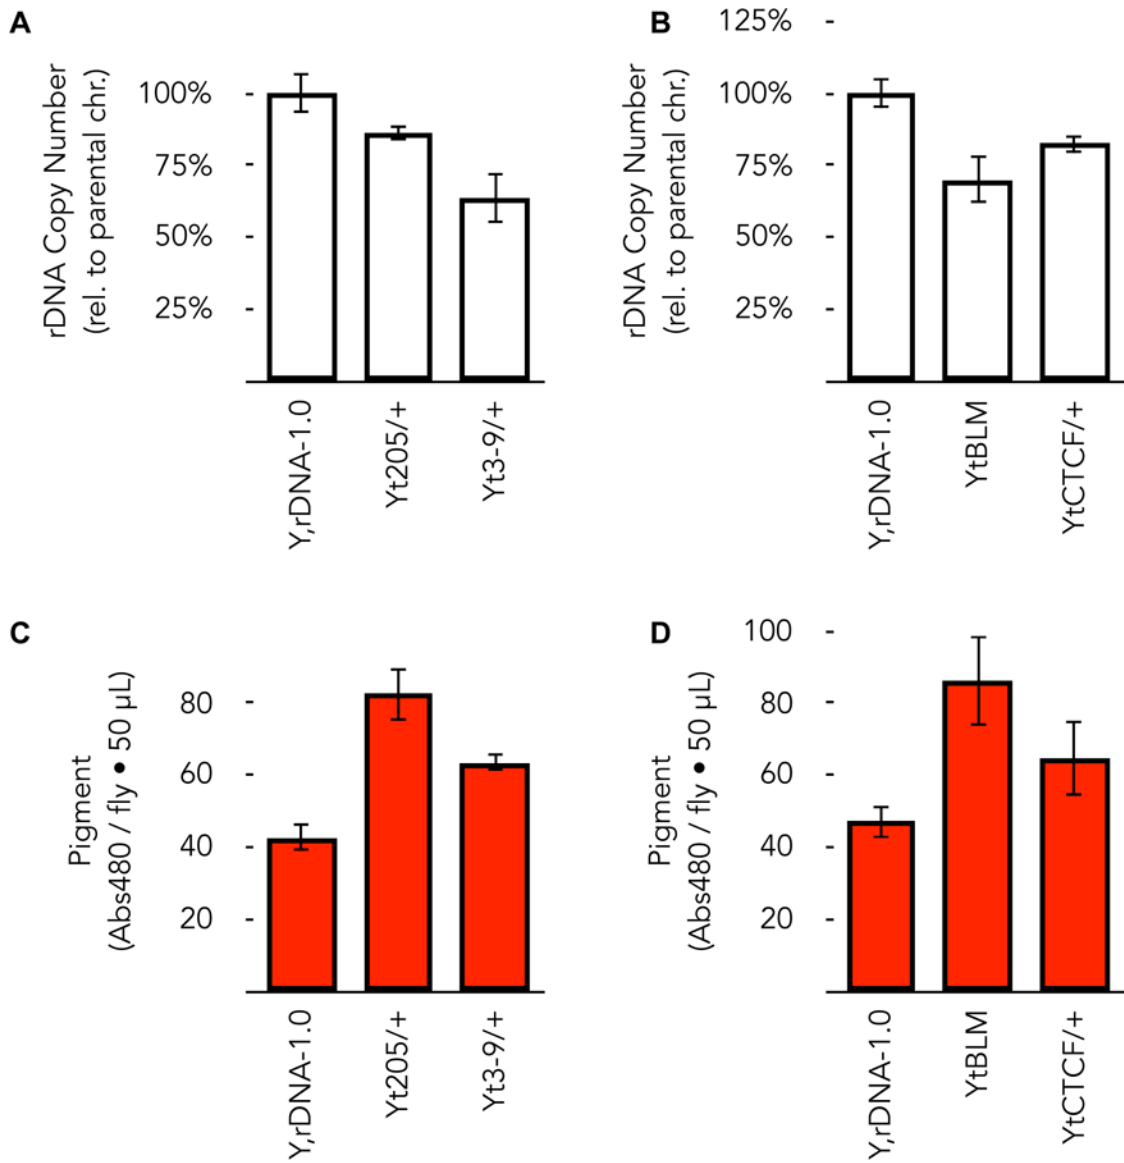 A
rDNA Copy Number
(rel. to parental chr.)
100%
75%
50%
25%
Y,rDNA-1.0
Yt205/+
Yt3-9/+
B
rDNA Copy Number
(rel. to parental chr.)
125%
100%
75%
50%
25%
Y,rDNA-1.0
YtBLM
YtCTCF/+
C
Pigment
(Abs480 / fly • 50 µL)
80
60
40
20
Y,rDNA-1.0
Yt205/+
Yt3-9/+
D
Pigment
(Abs480 / fly • 50 µL)
100
80
60
40
20
Y,rDNA-1.0
YtBLM
YtCTCF/+